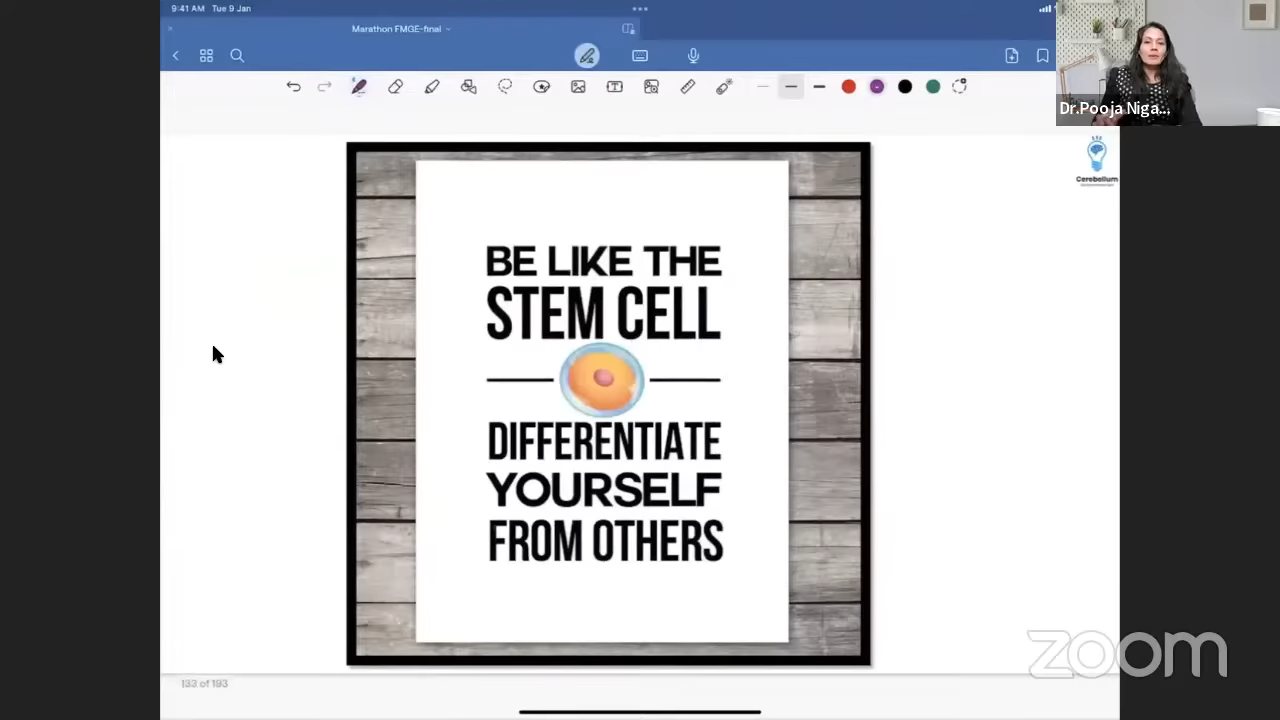 9:41 AM Tue 9 Jan
Marathon FMGE-final
Dr.Pooja Niga...
Cerebellum
BE LIKE THE
STEM CELL
DIFFERENTIATE
YOURSELF
FROM OTHERS
zoom
133 of 193